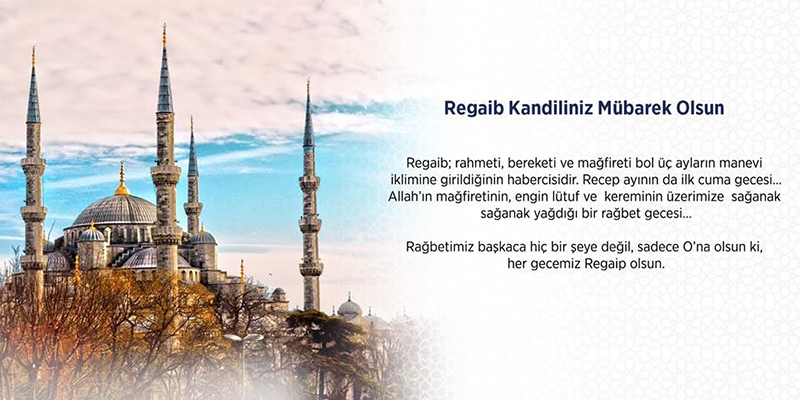 Regaib Kandiliniz Mübarek Olsun
Regaib; rahmeti, bereketi ve mağfireti bol üç ayların manevi
iklimine girildiğinin habercisidir. Recep ayının da ilk cuma gecesi...
Allah'ın mağfiretinin, engin lütuf ve kereminin üzerimize sağanak
sağanak yağdığı bir rağbet gecesi...
Rağbetimiz başkaca hiç bir şeye değil, sadece O'na olsun ki,
her gecemiz Regaip olsun.